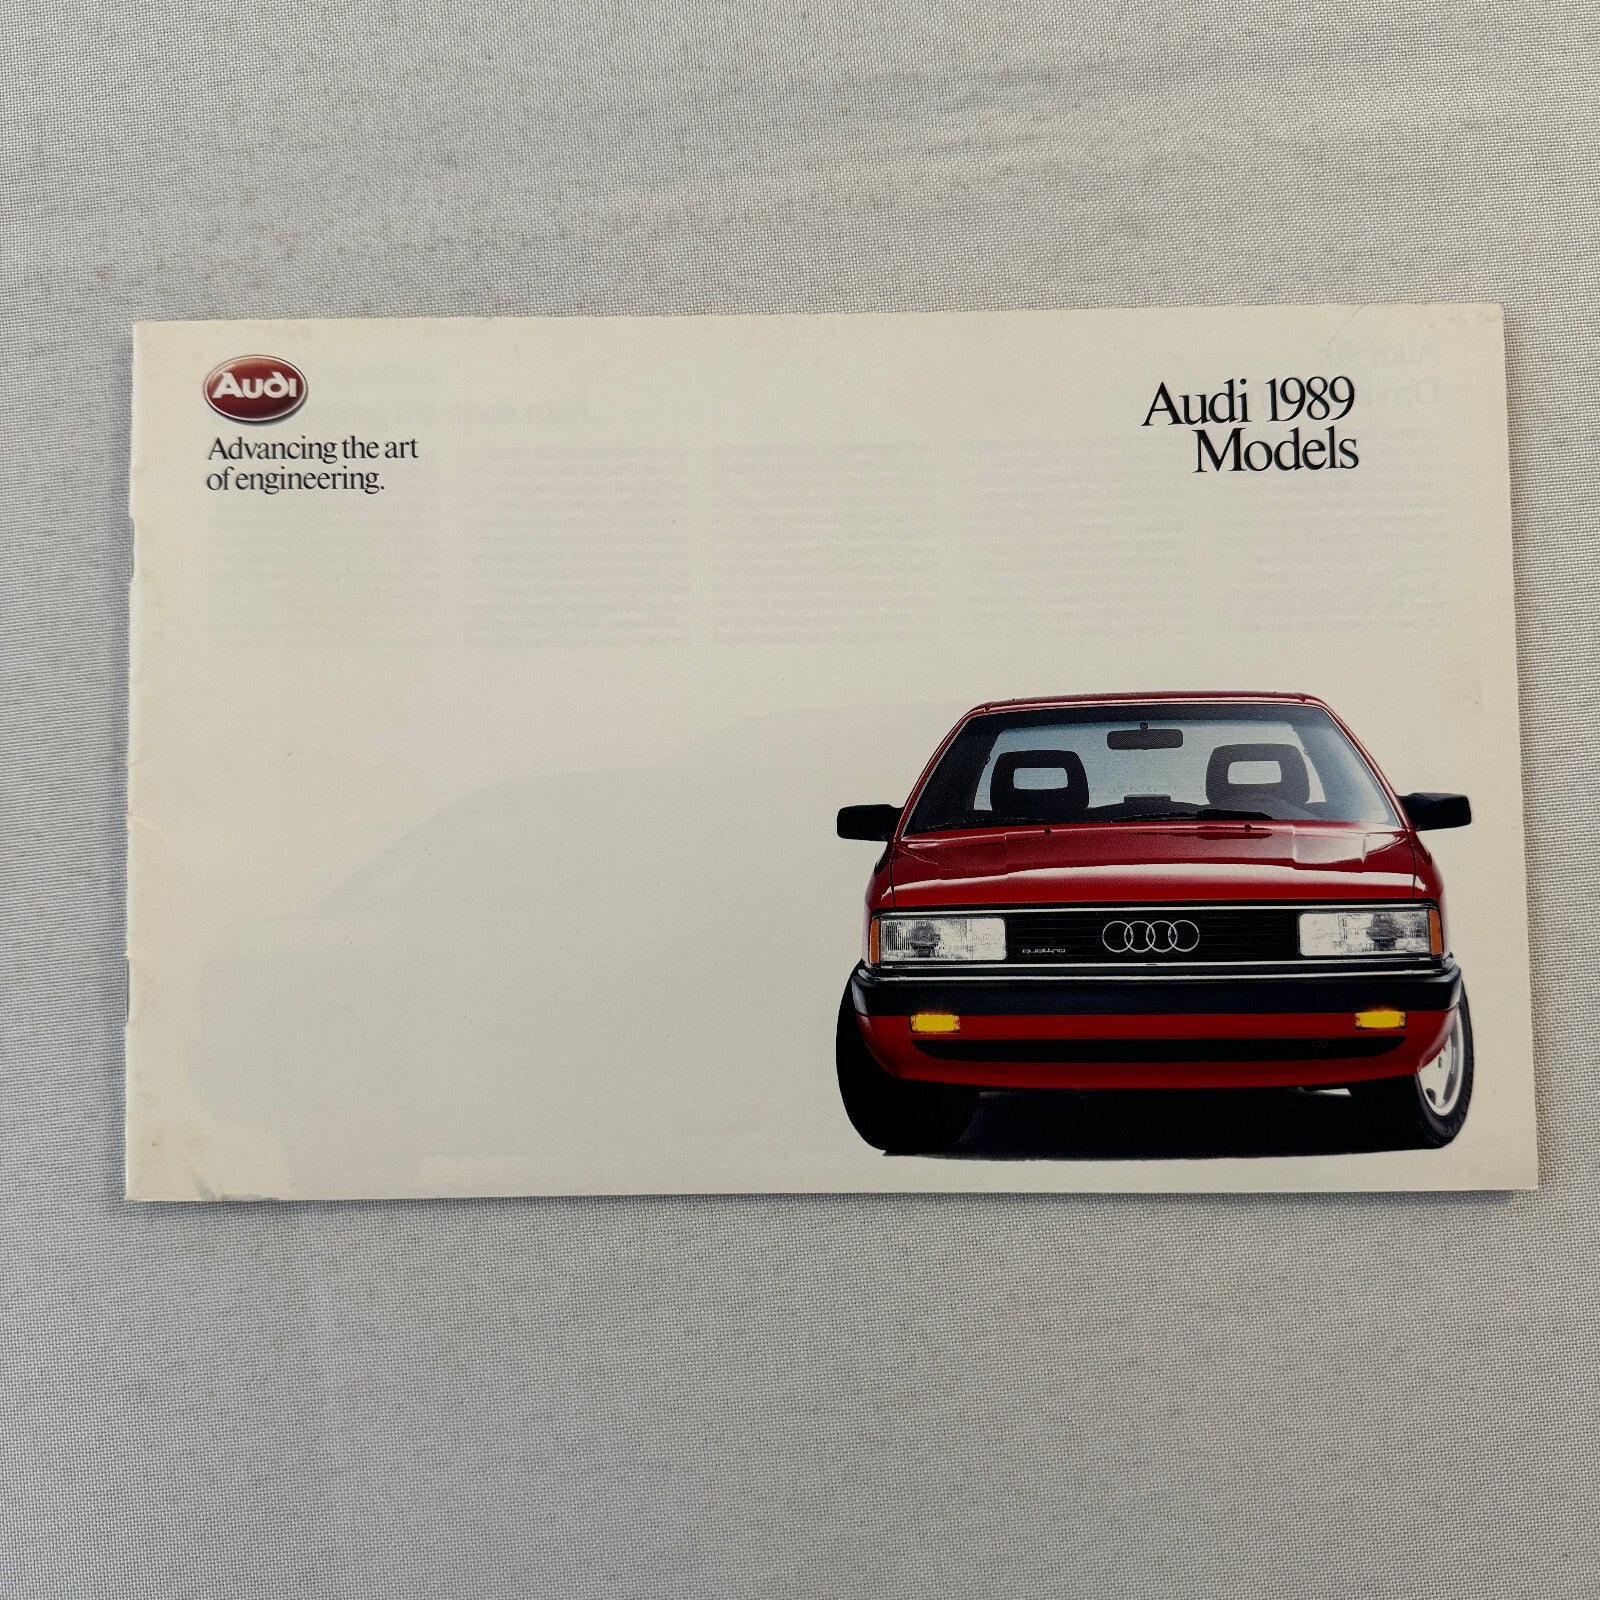 Audi
Advancing the art
of engineering.
Audi 1989
Models
quattro